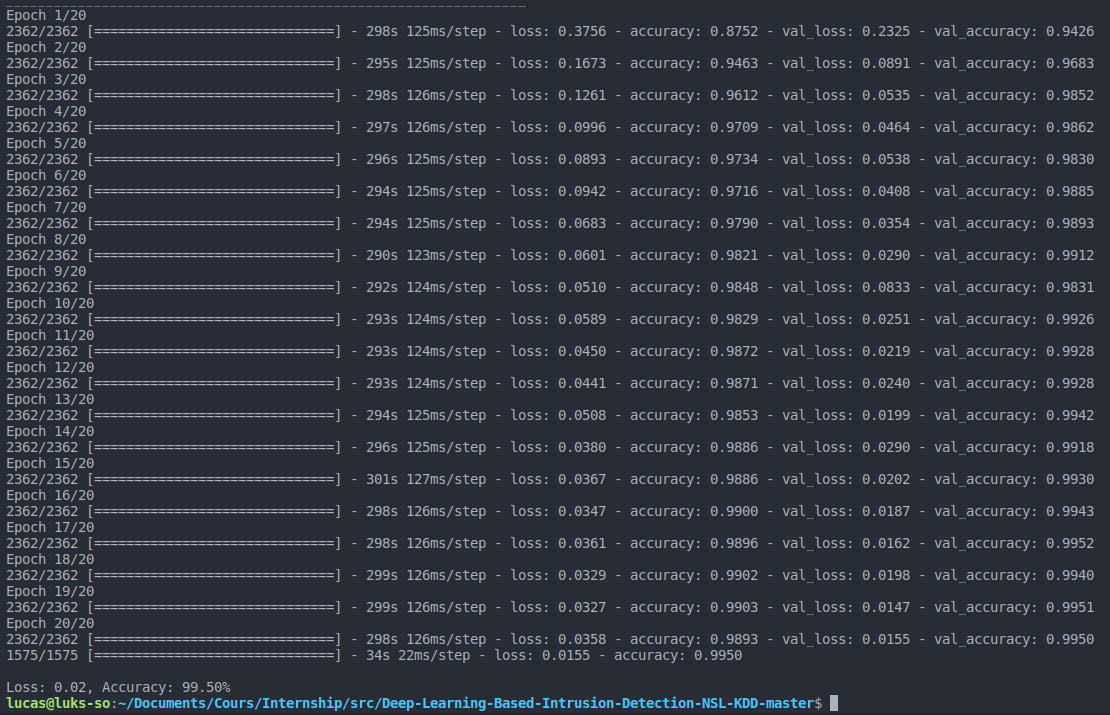 _________________________________________________________________
Epoch 1/20
2362/2362 [==============================] - 298s 125ms/step - loss: 0.3756 - accuracy: 0.8752 - val_loss: 0.2325 - val_accuracy: 0.9426
Epoch 2/20
2362/2362 [==============================] - 295s 125ms/step - loss: 0.1673 - accuracy: 0.9463 - val_loss: 0.0891 - val_accuracy: 0.9683
Epoch 3/20
2362/2362 [==============================] - 298s 126ms/step - loss: 0.1261 - accuracy: 0.9612 - val_loss: 0.0535 - val_accuracy: 0.9852
Epoch 4/20
2362/2362 [==============================] - 297s 126ms/step - loss: 0.0996 - accuracy: 0.9709 - val_loss: 0.0464 - val_accuracy: 0.9862
Epoch 5/20
2362/2362 [==============================] - 296s 125ms/step - loss: 0.0893 - accuracy: 0.9734 - val_loss: 0.0538 - val_accuracy: 0.9830
Epoch 6/20
2362/2362 [==============================] - 294s 125ms/step - loss: 0.0942 - accuracy: 0.9716 - val_loss: 0.0408 - val_accuracy: 0.9885
Epoch 7/20
2362/2362 [==============================] - 294s 125ms/step - loss: 0.0683 - accuracy: 0.9790 - val_loss: 0.0354 - val_accuracy: 0.9893
Epoch 8/20
2362/2362 [==============================] - 290s 123ms/step - loss: 0.0601 - accuracy: 0.9821 - val_loss: 0.0290 - val_accuracy: 0.9912
Epoch 9/20
2362/2362 [==============================] - 292s 124ms/step - loss: 0.0510 - accuracy: 0.9848 - val_loss: 0.0833 - val_accuracy: 0.9831
Epoch 10/20
2362/2362 [==============================] - 293s 124ms/step - loss: 0.0589 - accuracy: 0.9829 - val_loss: 0.0251 - val_accuracy: 0.9926
Epoch 11/20
2362/2362 [==============================] - 293s 124ms/step - loss: 0.0450 - accuracy: 0.9872 - val_loss: 0.0219 - val_accuracy: 0.9928
Epoch 12/20
2362/2362 [==============================] - 293s 124ms/step - loss: 0.0441 - accuracy: 0.9871 - val_loss: 0.0240 - val_accuracy: 0.9928
Epoch 13/20
2362/2362 [==============================] - 294s 125ms/step - loss: 0.0508 - accuracy: 0.9853 - val_loss: 0.0199 - val_accuracy: 0.9942
Epoch 14/20
2362/2362 [==============================] - 296s 125ms/step - loss: 0.0380 - accuracy: 0.9886 - val_loss: 0.0290 - val_accuracy: 0.9918
Epoch 15/20
2362/2362 [==============================] - 301s 127ms/step - loss: 0.0367 - accuracy: 0.9886 - val_loss: 0.0202 - val_accuracy: 0.9930
Epoch 16/20
2362/2362 [==============================] - 298s 126ms/step - loss: 0.0347 - accuracy: 0.9900 - val_loss: 0.0187 - val_accuracy: 0.9943
Epoch 17/20
2362/2362 [==============================] - 298s 126ms/step - loss: 0.0361 - accuracy: 0.9896 - val_loss: 0.0162 - val_accuracy: 0.9952
Epoch 18/20
2362/2362 [==============================] - 299s 126ms/step - loss: 0.0329 - accuracy: 0.9902 - val_loss: 0.0198 - val_accuracy: 0.9940
Epoch 19/20
2362/2362 [==============================] - 299s 126ms/step - loss: 0.0327 - accuracy: 0.9903 - val_loss: 0.0147 - val_accuracy: 0.9951
Epoch 20/20
2362/2362 [==============================] - 298s 126ms/step - loss: 0.0358 - accuracy: 0.9893 - val_loss: 0.0155 - val_accuracy: 0.9950
1575/1575 [==============================] - 34s 22ms/step - loss: 0.0155 - accuracy: 0.9950

Loss: 0.02, Accuracy: 99.50%
lucas@luks-so:~/Documents/Cours/Internship/src/Deep-Learning-Based-Intrusion-Detection-NSL-KDD-master$